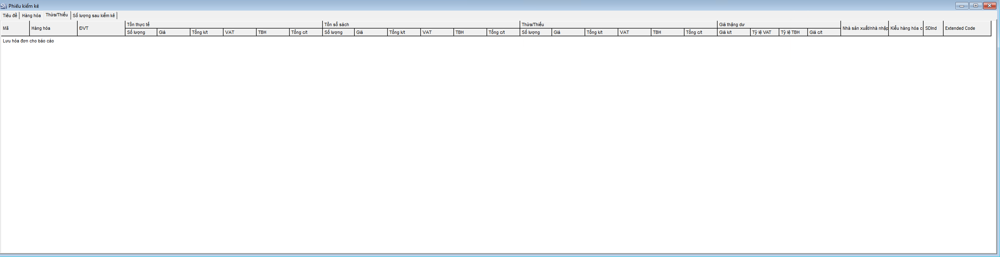 Sh Phiếu kiểm kê
Tiêu đề Hàng hóa Thừa/Thiếu Số lượng sau kiểm kê
Mã Hàng hóa ĐVT Tồn thực tế Tồn sổ sách Thừa/Thiếu Giá thặng dư Nhà sản xuất/nhà nhập Kiểu hàng hóa c SDInd Extended Code
Số lượng Giá Tổng k/t VAT TBH Tổng c/t Số lượng Giá Tổng k/t VAT TBH Tổng c/t Số lượng Giá Tổng k/t VAT TBH Tổng c/t Giá k/t Tỷ lệ VAT Tỷ lệ TBH Giá c/t
Lưu hóa đơn cho báo cáo